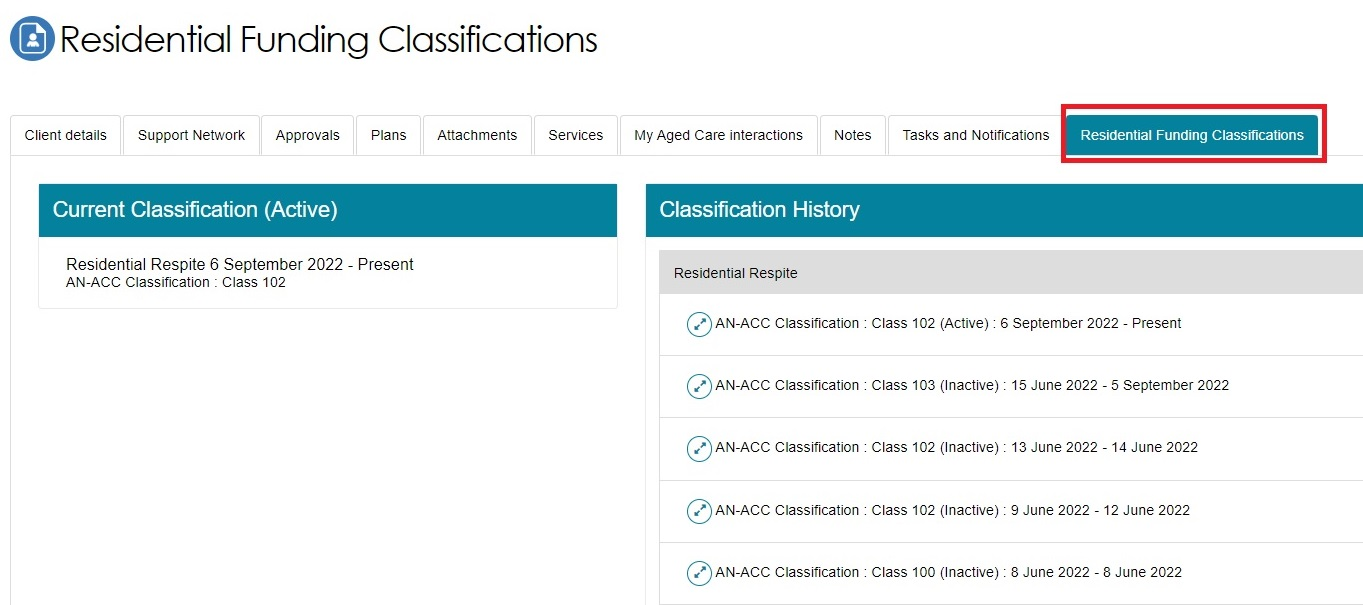 Residential Funding Classifications
Client details
Support Network
Approvals
Plans
Attachments
Services
My Aged Care interactions
Notes
Tasks and Notifications
Residential Funding Classifications
Current Classification (Active)
Residential Respite 6 September 2022 - Present
AN-ACC Classification : Class 102
Classification History
Residential Respite
AN-ACC Classification : Class 102 (Active) : 6 September 2022 - Present
AN-ACC Classification : Class 103 (Inactive) : 15 June 2022 - 5 September 2022
AN-ACC Classification : Class 102 (Inactive) : 13 June 2022 - 14 June 2022
AN-ACC Classification : Class 102 (Inactive) : 9 June 2022 - 12 June 2022
AN-ACC Classification : Class 100 (Inactive) : 8 June 2022 - 8 June 2022